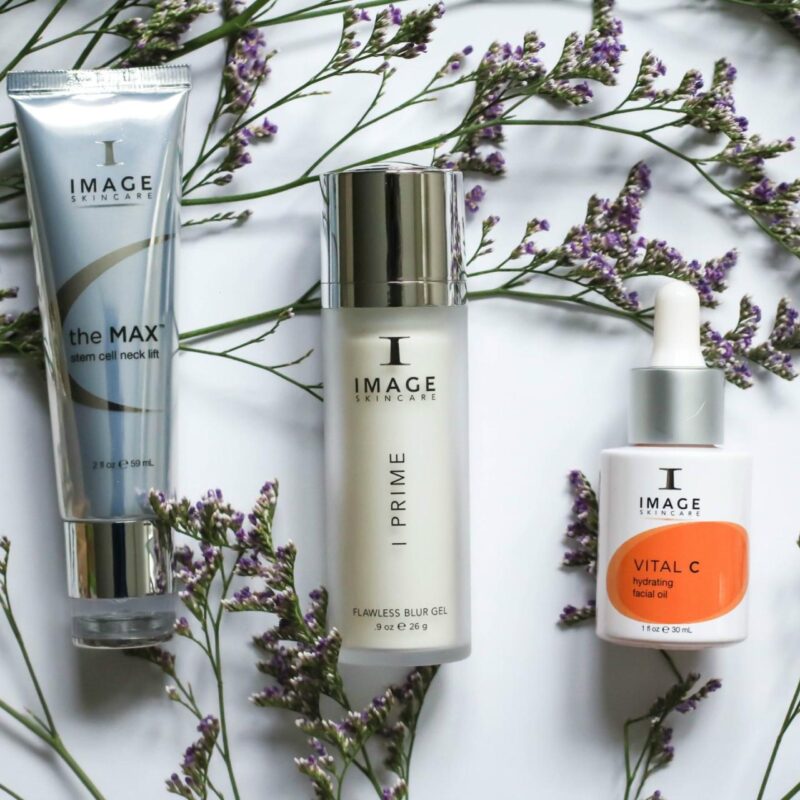 I
IMAGE
SKINCARE
the MAX™
stem cell neck lift
2 fl oz ℮ 59 mL
I
IMAGE
SKINCARE
I PRIME
FLAWLESS BLUR GEL
.9 oz ℮ 26 g
I
IMAGE
SKINCARE
VITAL C
hydrating
facial oil
1 fl oz ℮ 30 mL